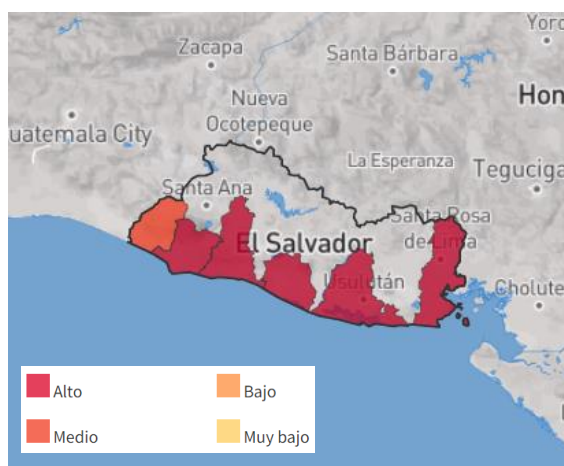 Yoro
Zacapa
Santa Bárbara
Nueva
Ocotepeque
Hon
uatemala City
La Esperanza
Teguciga
Santa Ana
Santa Rosa
de Lima
El Salvador
Usulután
Cholute
Alto
Bajo
Medio
Muy bajo